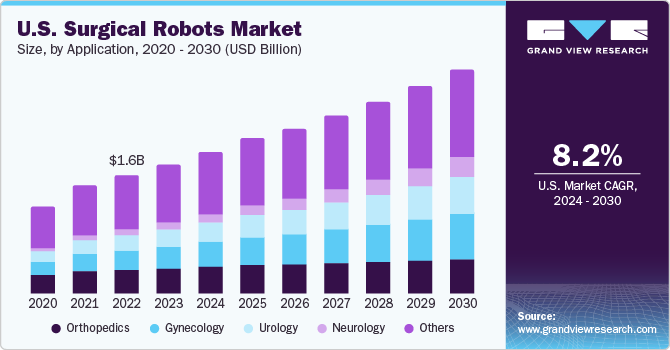 U.S. Surgical Robots Market
Size, by Application, 2020 - 2030 (USD Billion)
$1.6B
2020 2021 2022 2023 2024 2025 2026 2027 2028 2029 2030
Orthopedics Gynecology Urology Neurology Others
GRAND VIEW RESEARCH
8.2%
U.S. Market CAGR,
2024 - 2030
Source:
www.grandviewresearch.com